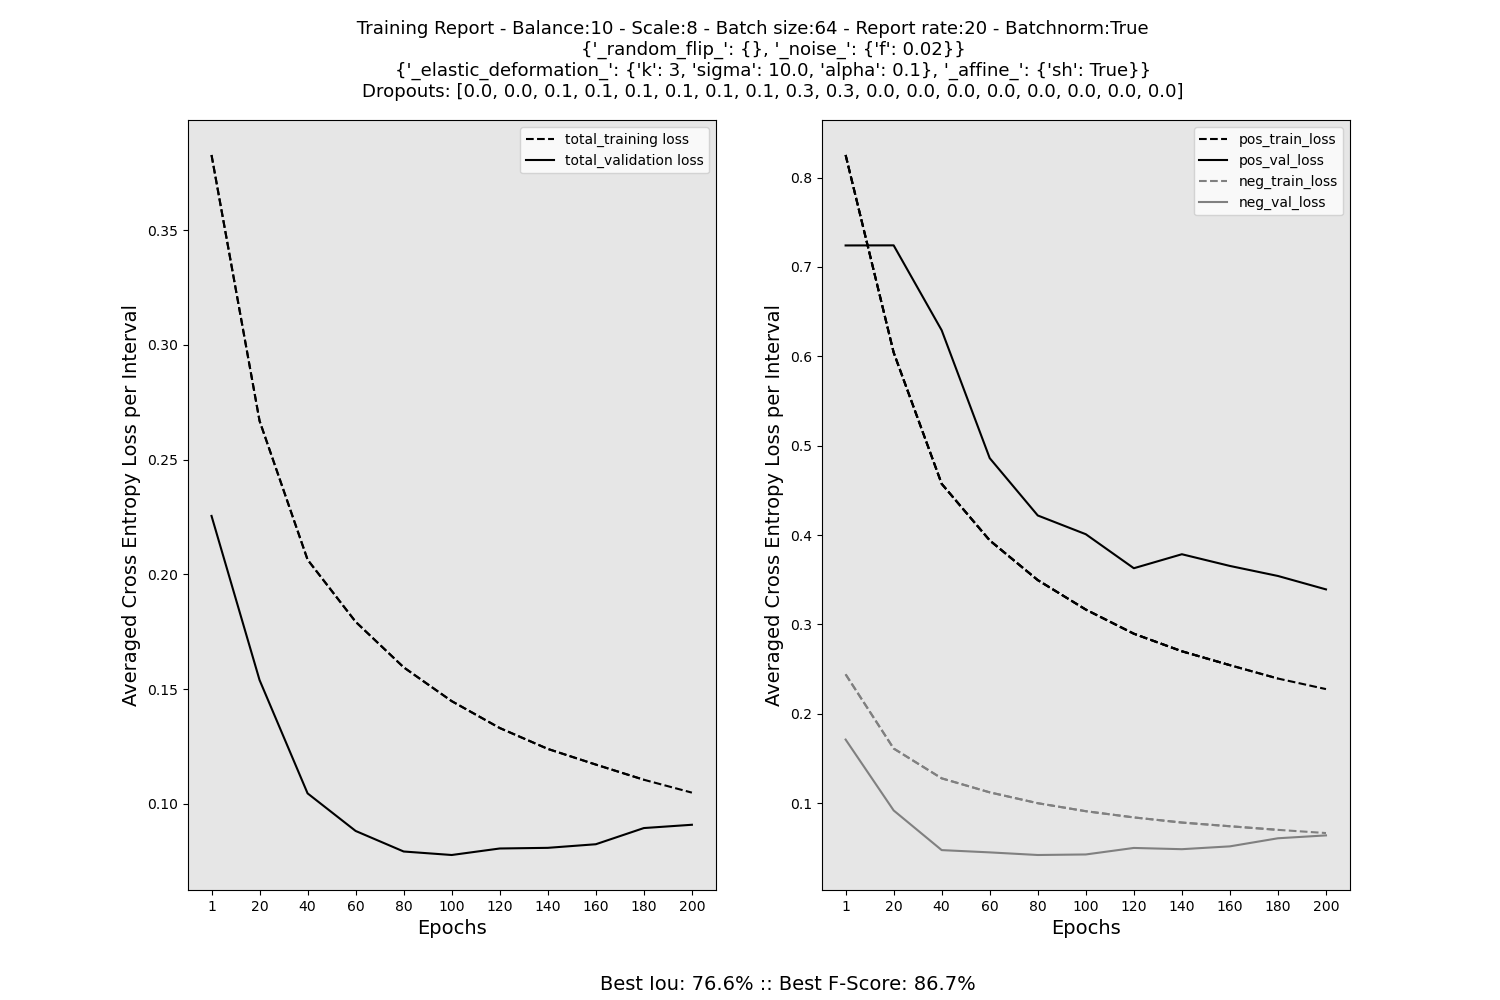 Training Report - Balance:10 - Scale:8 - Batch size:64 - Report rate:20 - Batchnorm:True
{'_random_flip_': {}, '_noise_': {'f': 0.02}}
{'_elastic_deformation_': {'k': 3, 'sigma': 10.0, 'alpha': 0.1}, '_affine_': {'sh': True}}
Dropouts: [0.0, 0.0, 0.1, 0.1, 0.1, 0.1, 0.1, 0.1, 0.3, 0.3, 0.0, 0.0, 0.0, 0.0, 0.0, 0.0, 0.0, 0.0]
total_training loss
total_validation loss
Averaged Cross Entropy Loss per Interval
0.35
0.30
0.25
0.20
0.15
0.10
1 20 40 60 80 100 120 140 160 180 200
Epochs
pos_train_loss
pos_val_loss
neg_train_loss
neg_val_loss
Averaged Cross Entropy Loss per Interval
0.8
0.7
0.6
0.5
0.4
0.3
0.2
0.1
1 20 40 60 80 100 120 140 160 180 200
Epochs
Best Iou: 76.6% :: Best F-Score: 86.7%